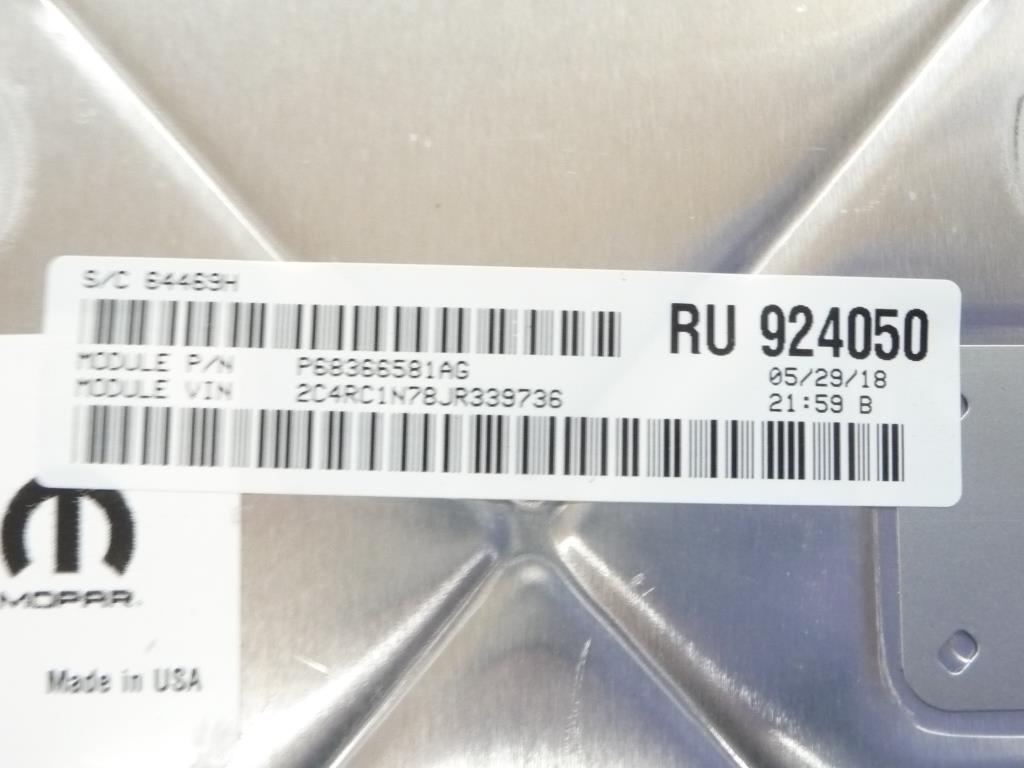 S/C 64469H
RU 924050
MODULE P/N P68366581AG
MODULE VIN 2C4RC1N78JR339736
05/29/18
21:59 B
MOPAR
Made in USA